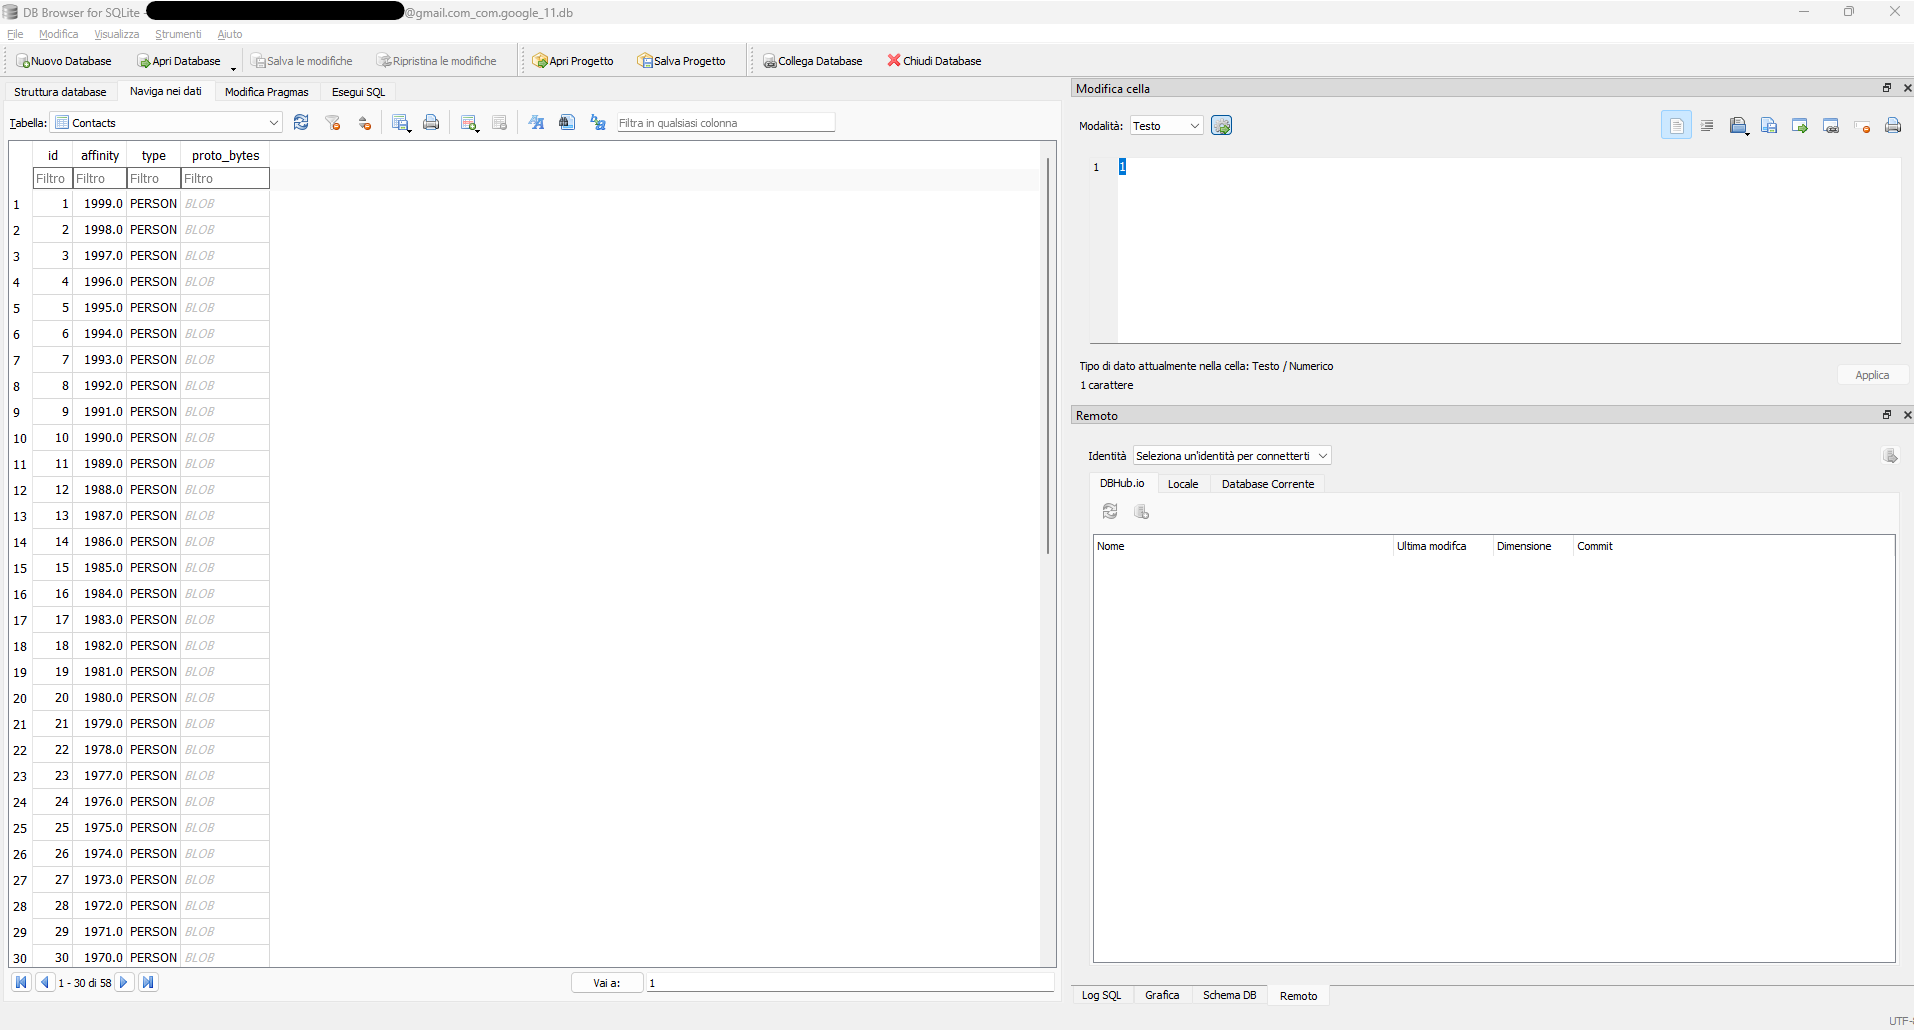 DB Browser for SQLite - @gmail.com_com.google_11.db
File Modifica Visualizza Strumenti Aiuto
Nuovo Database Apri Database Salva le modifiche Ripristina le modifiche Apri Progetto Salva Progetto Collega Database Chiudi Database
Struttura database Naviga nei dati Modifica Pragmas Esegui SQL
Tabella: Contacts Filtra in qualsiasi colonna
id affinity type proto_bytes
Filtro Filtro Filtro Filtro
1 1 1999.0 PERSON BLOB
2 2 1998.0 PERSON BLOB
3 3 1997.0 PERSON BLOB
4 4 1996.0 PERSON BLOB
5 5 1995.0 PERSON BLOB
6 6 1994.0 PERSON BLOB
7 7 1993.0 PERSON BLOB
8 8 1992.0 PERSON BLOB
9 9 1991.0 PERSON BLOB
10 10 1990.0 PERSON BLOB
11 11 1989.0 PERSON BLOB
12 12 1988.0 PERSON BLOB
13 13 1987.0 PERSON BLOB
14 14 1986.0 PERSON BLOB
15 15 1985.0 PERSON BLOB
16 16 1984.0 PERSON BLOB
17 17 1983.0 PERSON BLOB
18 18 1982.0 PERSON BLOB
19 19 1981.0 PERSON BLOB
20 20 1980.0 PERSON BLOB
21 21 1979.0 PERSON BLOB
22 22 1978.0 PERSON BLOB
23 23 1977.0 PERSON BLOB
24 24 1976.0 PERSON BLOB
25 25 1975.0 PERSON BLOB
26 26 1974.0 PERSON BLOB
27 27 1973.0 PERSON BLOB
28 28 1972.0 PERSON BLOB
29 29 1971.0 PERSON BLOB
30 30 1970.0 PERSON BLOB
1 - 30 di 58 Vai a: 1
Modifica cella
Modalità: Testo
1 1
Tipo di dato attualmente nella cella: Testo / Numerico
1 carattere
Applica
Remoto
Identità Seleziona un'identità per connetterti
DBHub.io Locale Database Corrente
Nome Ultima modifca Dimensione Commit
Log SQL Grafica Schema DB Remoto